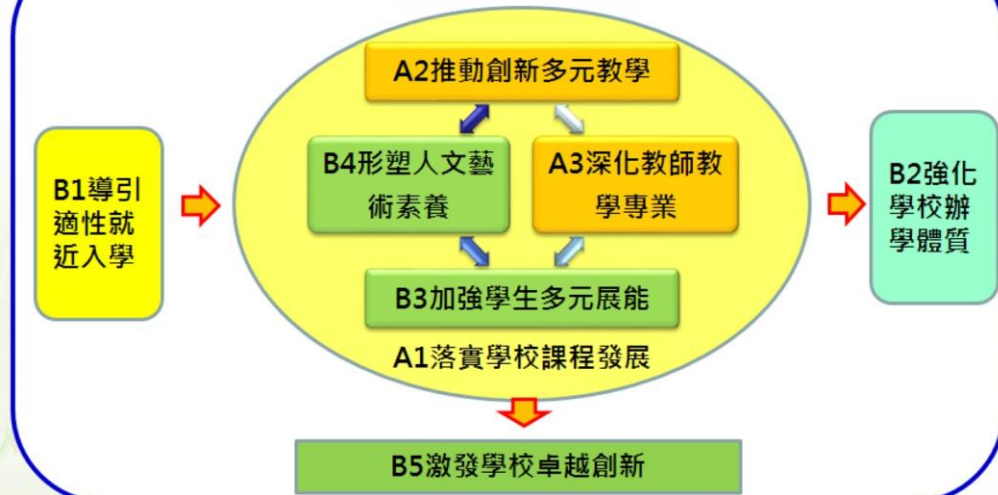 A2推動創新多元教學
B1導引
適性就
近入學
B4形塑人文藝
術素養
A3深化教師教
學專業
B2強化
學校辦
學體質
B3加強學生多元展能
A1落實學校課程發展
B5激發學校卓越創新